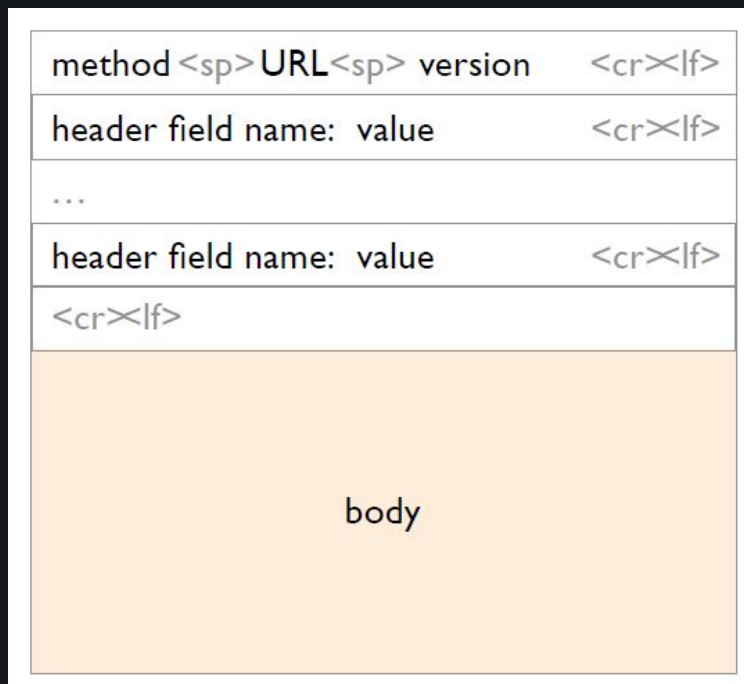 method <sp> URL<sp> version <cr><lf>
header field name: value <cr><lf>
...
header field name: value <cr><lf>
<cr><lf>
body